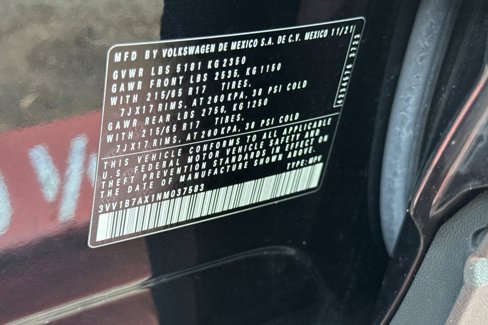 MFD BY VOLKSWAGEN DE MEXICO S.A. DE C.V. MEXICO 11/21
GVWR LBS 5181 KG 2350
GAWR FRONT LBS 2535, KG 1150
WITH 215/65 R17
7JX17 RIMS, AT 260 KPA, 38 PSI COLD
GAWR REAR LBS 2756, KG 1250
WITH 215/65 R17
7JX17 RIMS, AT 260 KPA, 38 PSI COLD
THIS VEHICLE CONFORMS TO ALL APPLICABLE
U.S. FEDERAL MOTOR VEHICLE SAFETY AND
THEFT PREVENTION STANDARDS IN EFFECT ON
THE DATE OF MANUFACTURE SHOWN ABOVE.
3VV1B7AX1NM037583 TYPE: MPV